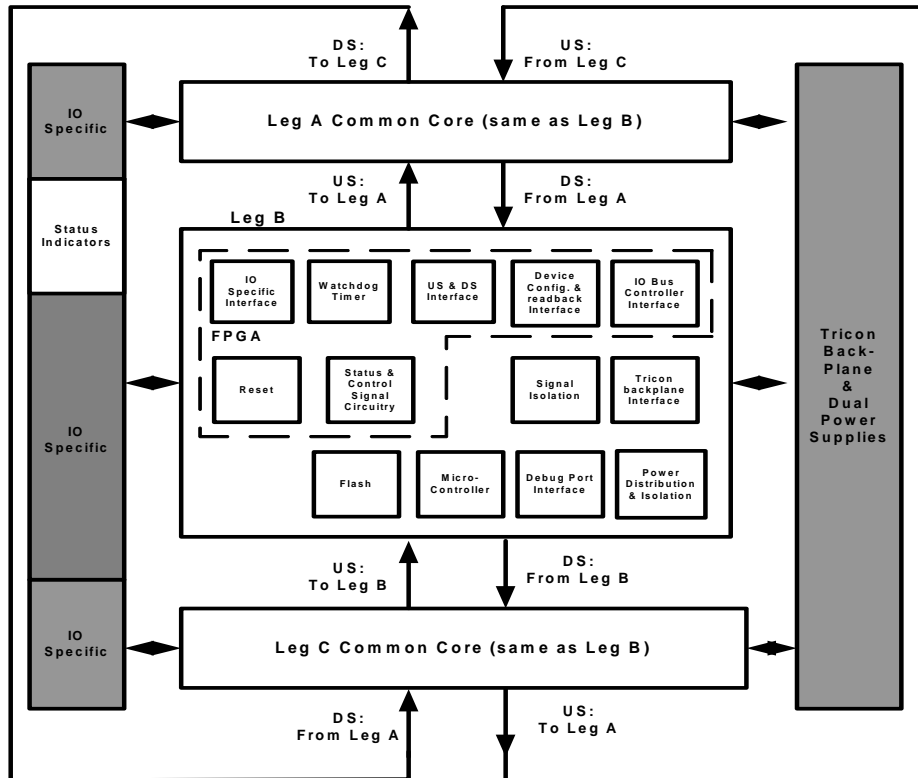 DS:
To Leg C
US:
From Leg C
IO
Specific
Leg A Common Core (same as Leg B)
US:
To Leg A
DS:
From Leg A
Status
Indicators
Leg B
IO
Specific
Interface
Watchdog
Timer
US & DS
Interface
Device
Config. &
readback
Interface
IO Bus
Controller
Interface
FPGA
Reset
Status &
Control
Signal
Circuitry
Signal
Isolation
Tricon
backplane
Interface
IO
Specific
Flash
Micro-
Controller
Debug Port
Interface
Power
Distribution
& Isolation
Tricon
Back-
Plane
&
Dual
Power
Supplies
US:
To Leg B
DS:
From Leg B
IO
Specific
Leg C Common Core (same as Leg B)
DS:
From Leg A
US:
To Leg A